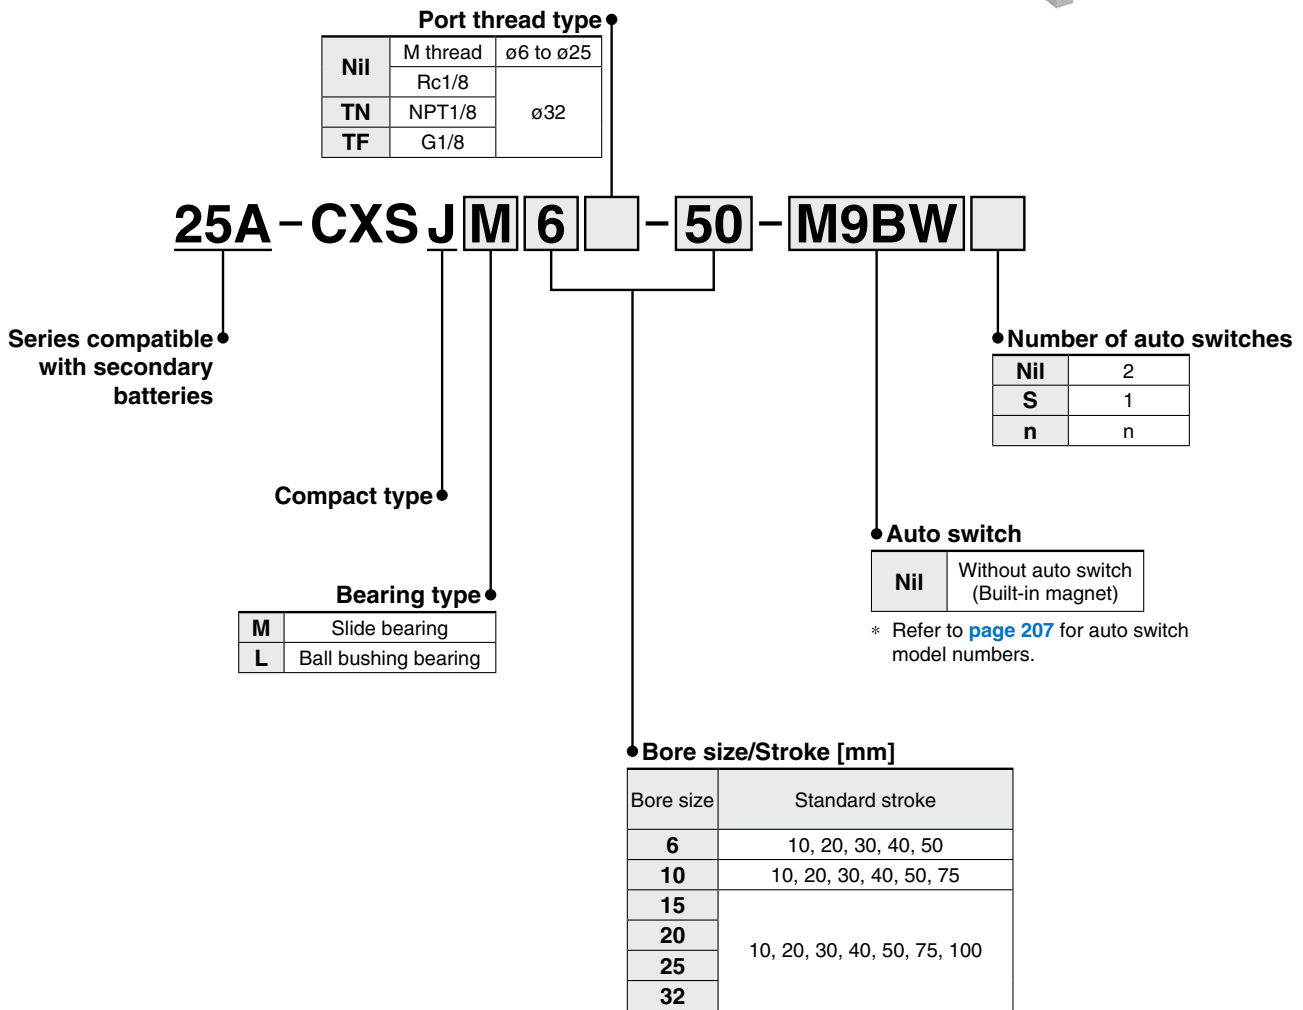 Port thread type
Nil M thread ø6 to ø25
Rc1/8 ø32
TN NPT1/8
TF G1/8
25A-CXSJM6 -50-M9BW
Series compatible
with secondary
batteries
Number of auto switches
Nil 2
S 1
n n
Compact type
Auto switch
Nil Without auto switch
(Built-in magnet)
* Refer to page 207 for auto switch
model numbers.
Bearing type
M Slide bearing
L Ball bushing bearing
Bore size/Stroke [mm]
Bore size Standard stroke
6 10, 20, 30, 40, 50
10 10, 20, 30, 40, 50, 75
15
20
10, 20, 30, 40, 50, 75, 100
25
32